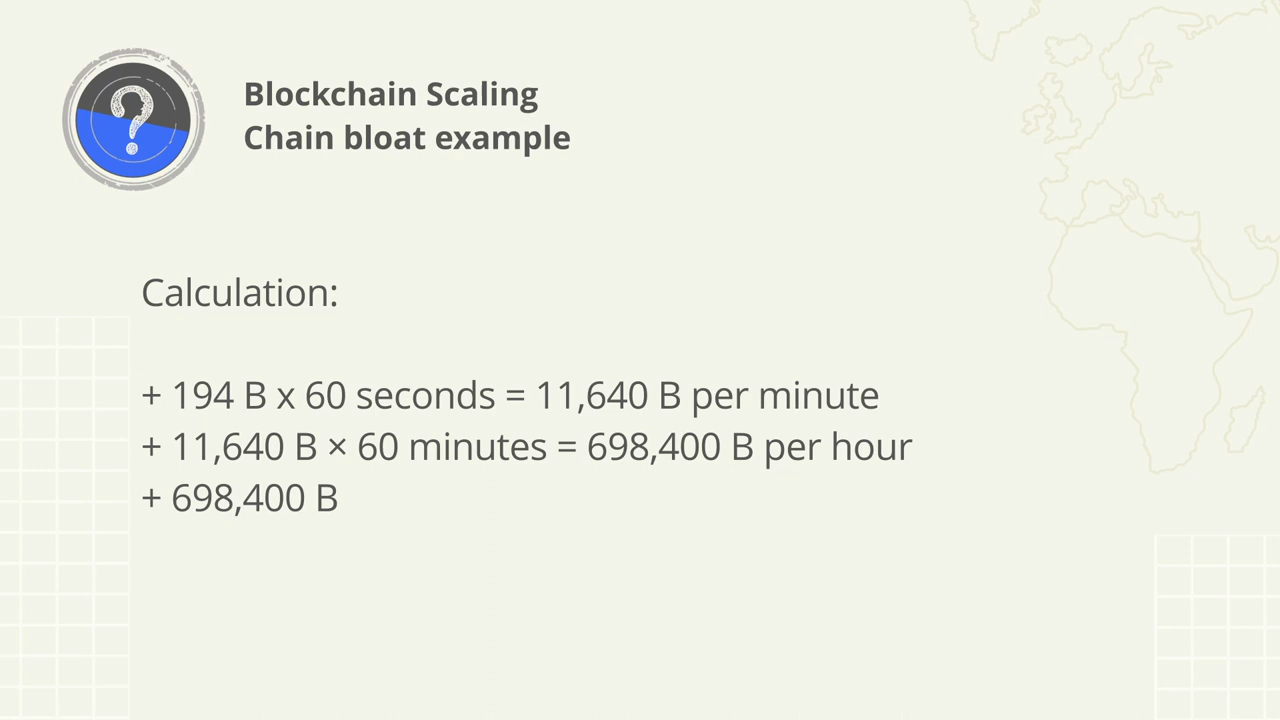 Blockchain Scaling
Chain bloat example
Calculation:
+ 194 B x 60 seconds = 11,640 B per minute
+ 11,640 B × 60 minutes = 698,400 B per hour
+ 698,400 B